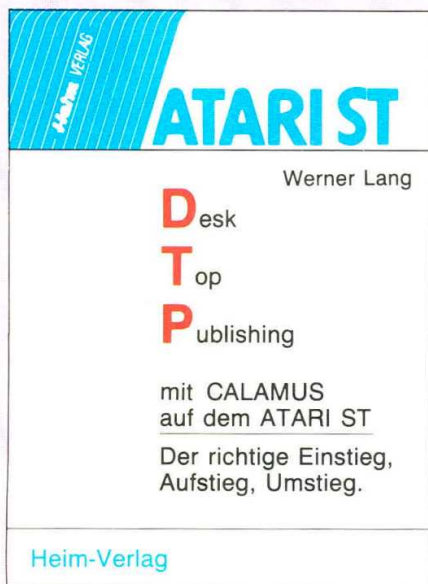 Heim VERLAG
ATARI ST
Werner Lang
Desk
Top
Publishing
mit CALAMUS
auf dem ATARI ST
Der richtige Einstieg,
Aufstieg, Umstieg.
Heim-Verlag